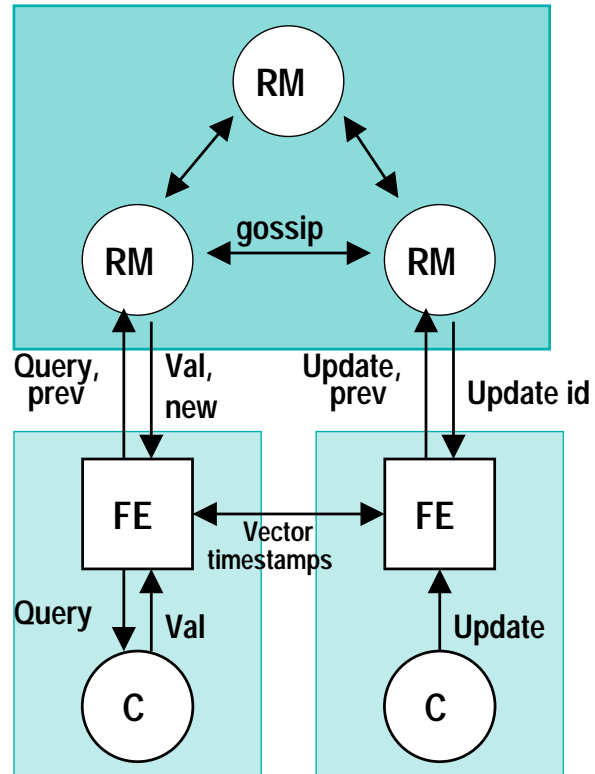 RM
gossip
RM
RM
Query,
prev
Val,
new
Update,
prev
Update id
FE
FE
Vector
timestamps
Query
Val
Update
C
C